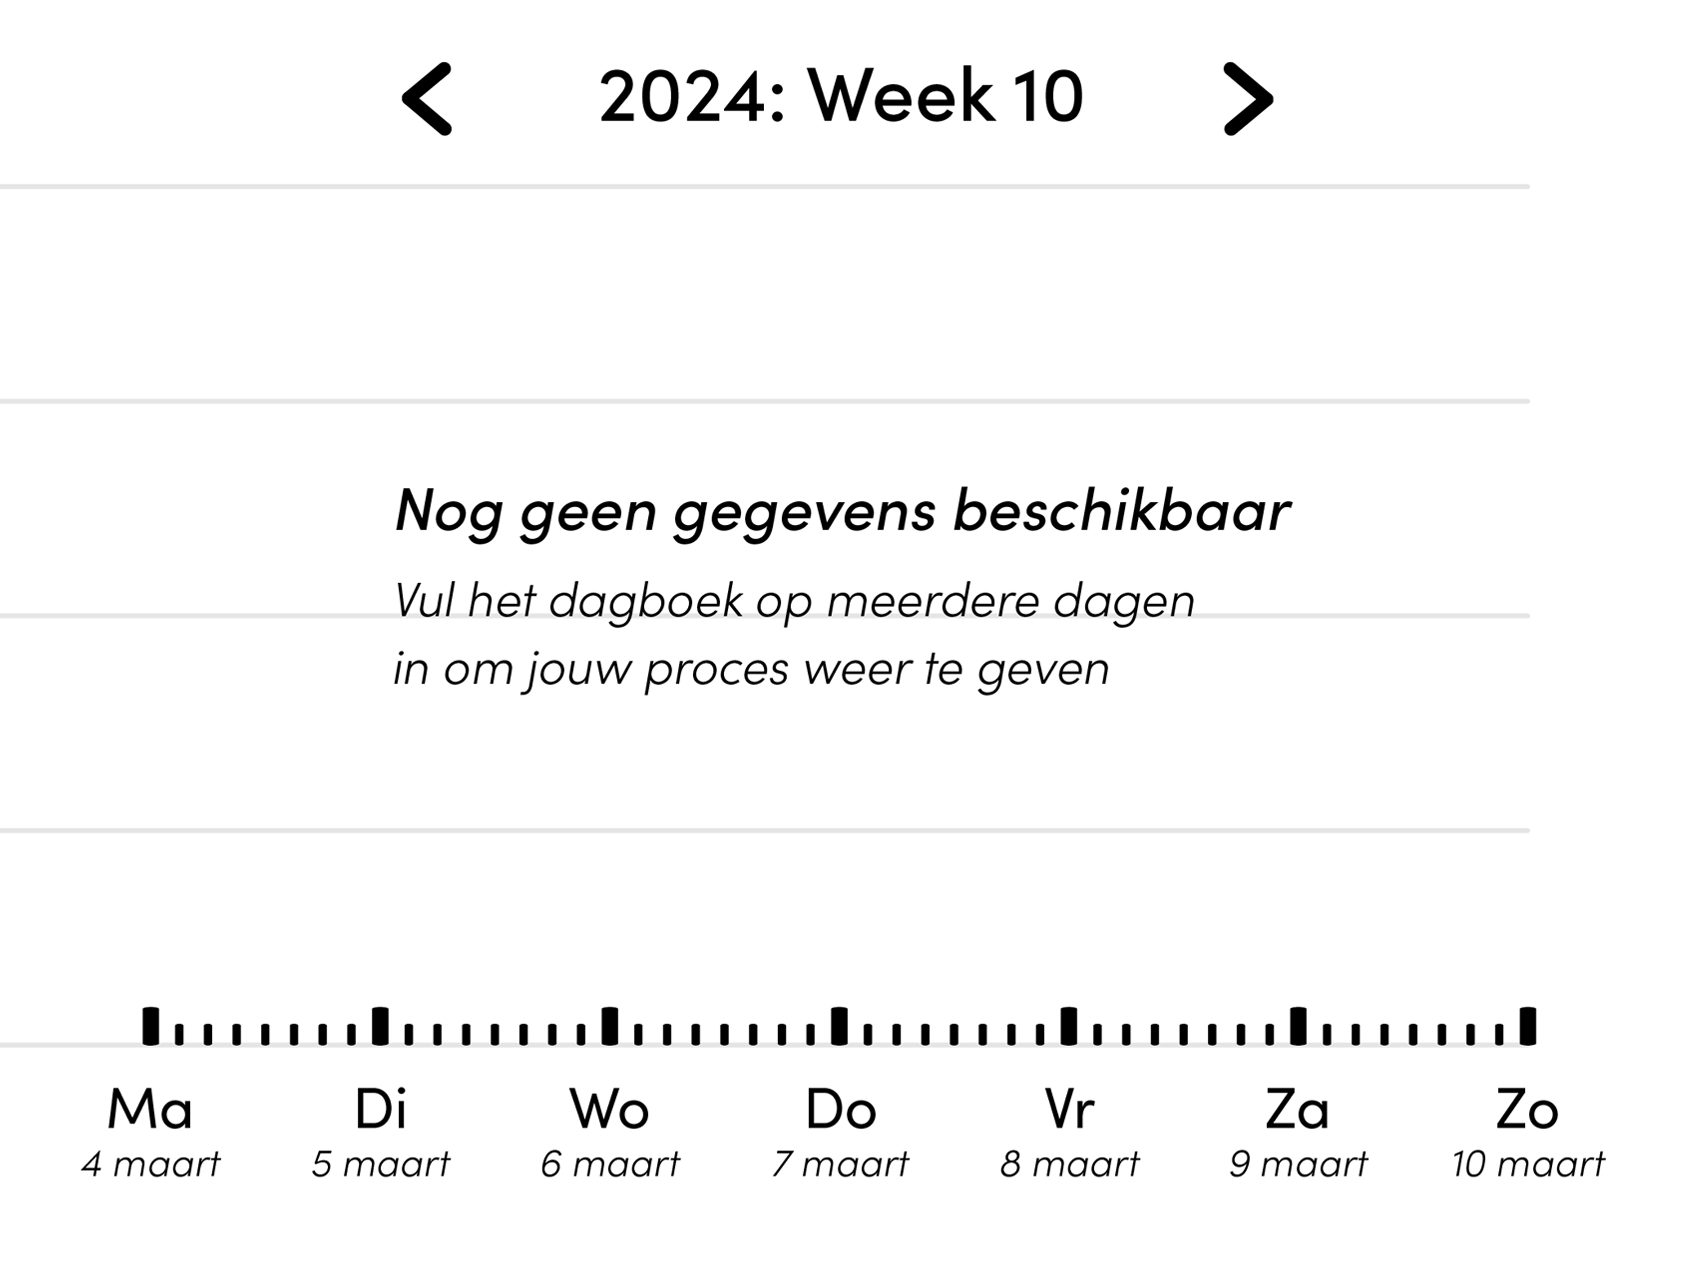 2024: Week 10
Nog geen gegevens beschikbaar
Vul het dagboek op meerdere dagen
in om jouw proces weer te geven
Ma Di Wo Do Vr Za Zo
4 maart 5 maart 6 maart 7 maart 8 maart 9 maart 10 maart